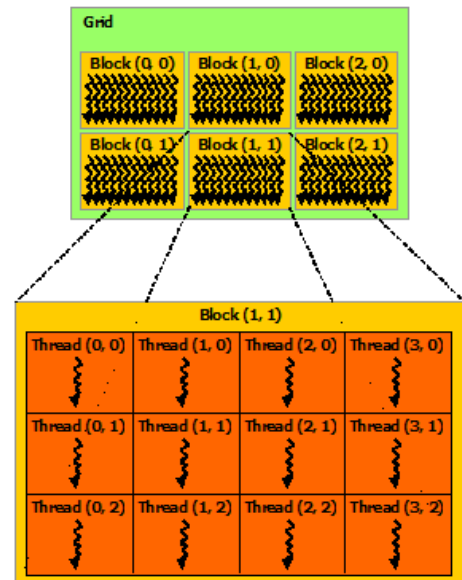 Grid
Block (0, 0) Block (1, 0) Block (2, 0)
Block (0, 1) Block (1, 1) Block (2, 1)
Block (1, 1)
Thread (0, 0) Thread (1, 0) Thread (2, 0) Thread (3, 0)
Thread (0, 1) Thread (1, 1) Thread (2, 1) Thread (3, 1)
Thread (0, 2) Thread (1, 2) Thread (2, 2) Thread (3, 2)